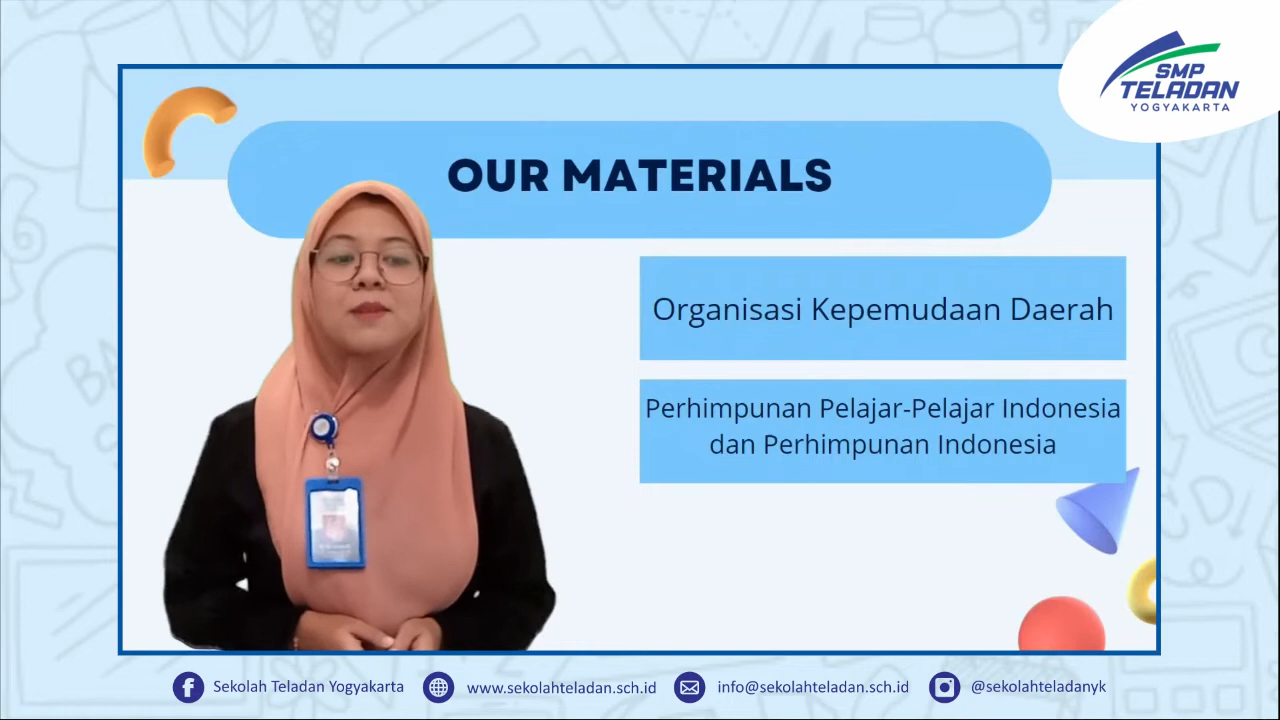 SMP
TELADAN
YOGYAKARTA
OUR MATERIALS
Organisasi Kepemudaan Daerah
Perhimpunan Pelajar-Pelajar Indonesia
dan Perhimpunan Indonesia
Sekolah Teladan Yogyakarta
www.sekolahteladan.sch.id
info@sekolahteladan.sch.id
@sekolahteladanyk